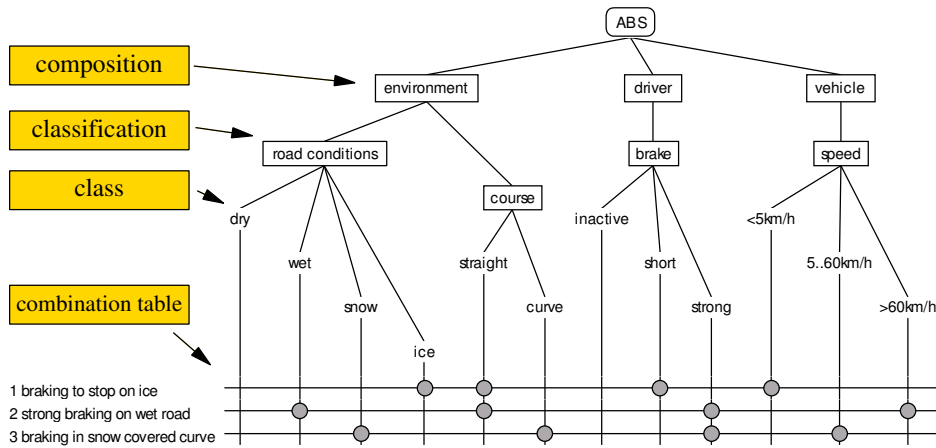 ABS
composition
environment
driver
vehicle
classification
road conditions
brake
speed
class
course
dry
inactive
<5km/h
wet
straight
short
5..60km/h
combination table
snow
curve
strong
>60km/h
ice
1 braking to stop on ice
2 strong braking on wet road
3 braking in snow covered curve